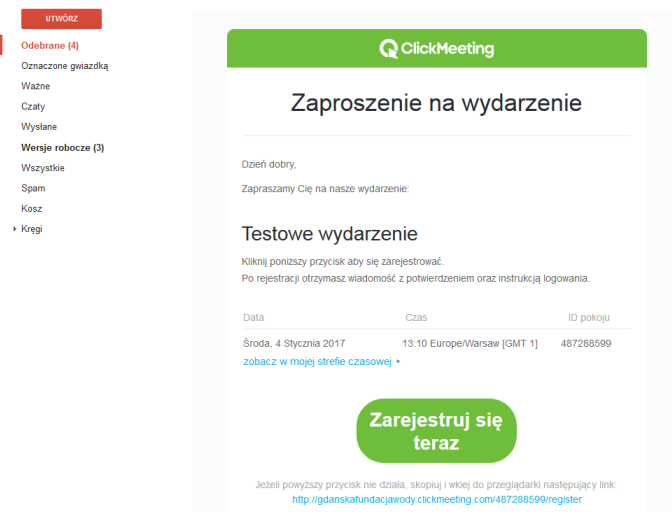 UTWÓRZ
Odebrane (4)
Oznaczone gwiazdką
Ważne
Czaty
Wysłane
Wersje robocze (3)
Wszystkie
Spam
Kosz
Kręgi
ClickMeeting
Zaproszenie na wydarzenie
Dzień dobry,
Zapraszamy Cię na nasze wydarzenie:
Testowe wydarzenie
Kliknij poniższy przycisk aby się zarejestrować.
Po rejestracji otrzymasz wiadomość z potwierdzeniem oraz instrukcją logowania.
Data Czas ID pokoju
Środa, 4 Stycznia 2017 13:10 Europe/Warsaw [GMT 1] 487288599
zobacz w mojej strefie czasowej
Zarejestruj się
teraz
Jeżeli powyższy przycisk nie działa, skopiuj i wklej do przeglądarki następujący link:
http://gdanskafundacjawody.clickmeeting.com/487288599/register